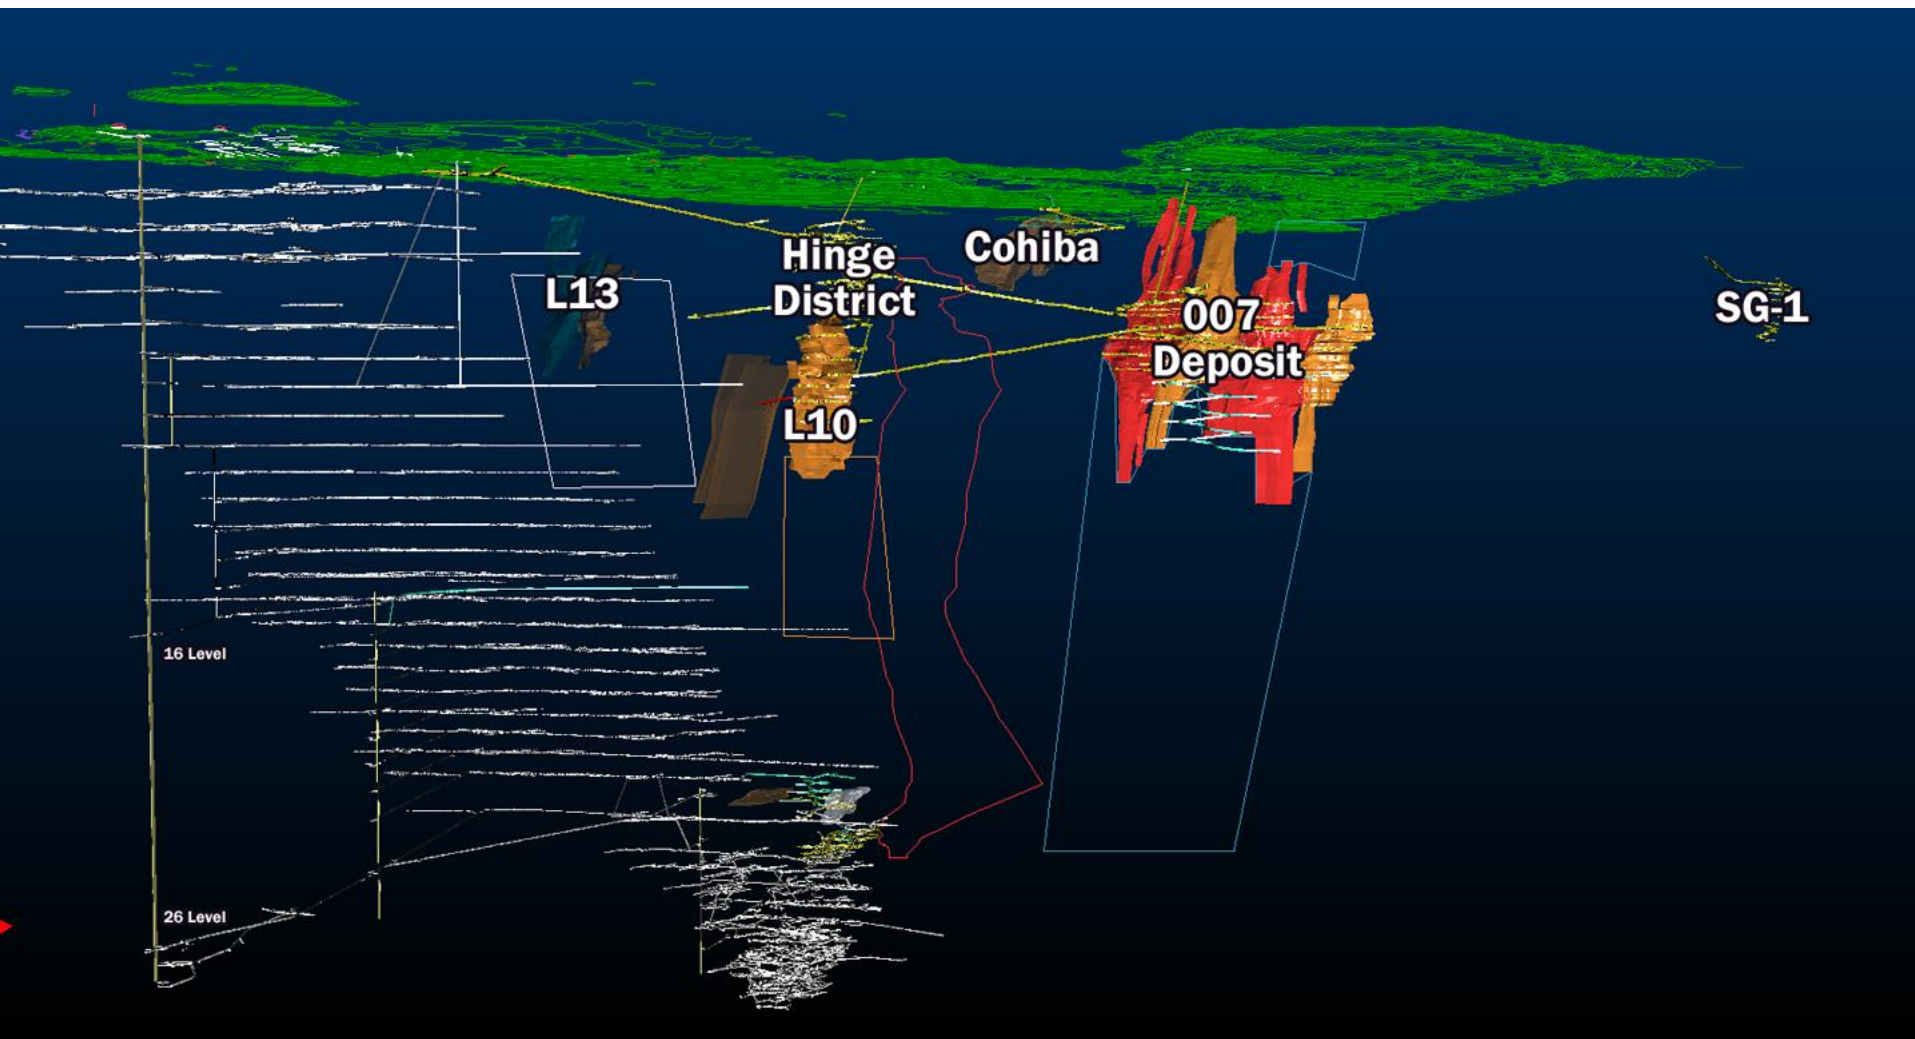 Hinge
District
Cohiba
L13
007
Deposit
SG-1
L10
16 Level
26 Level